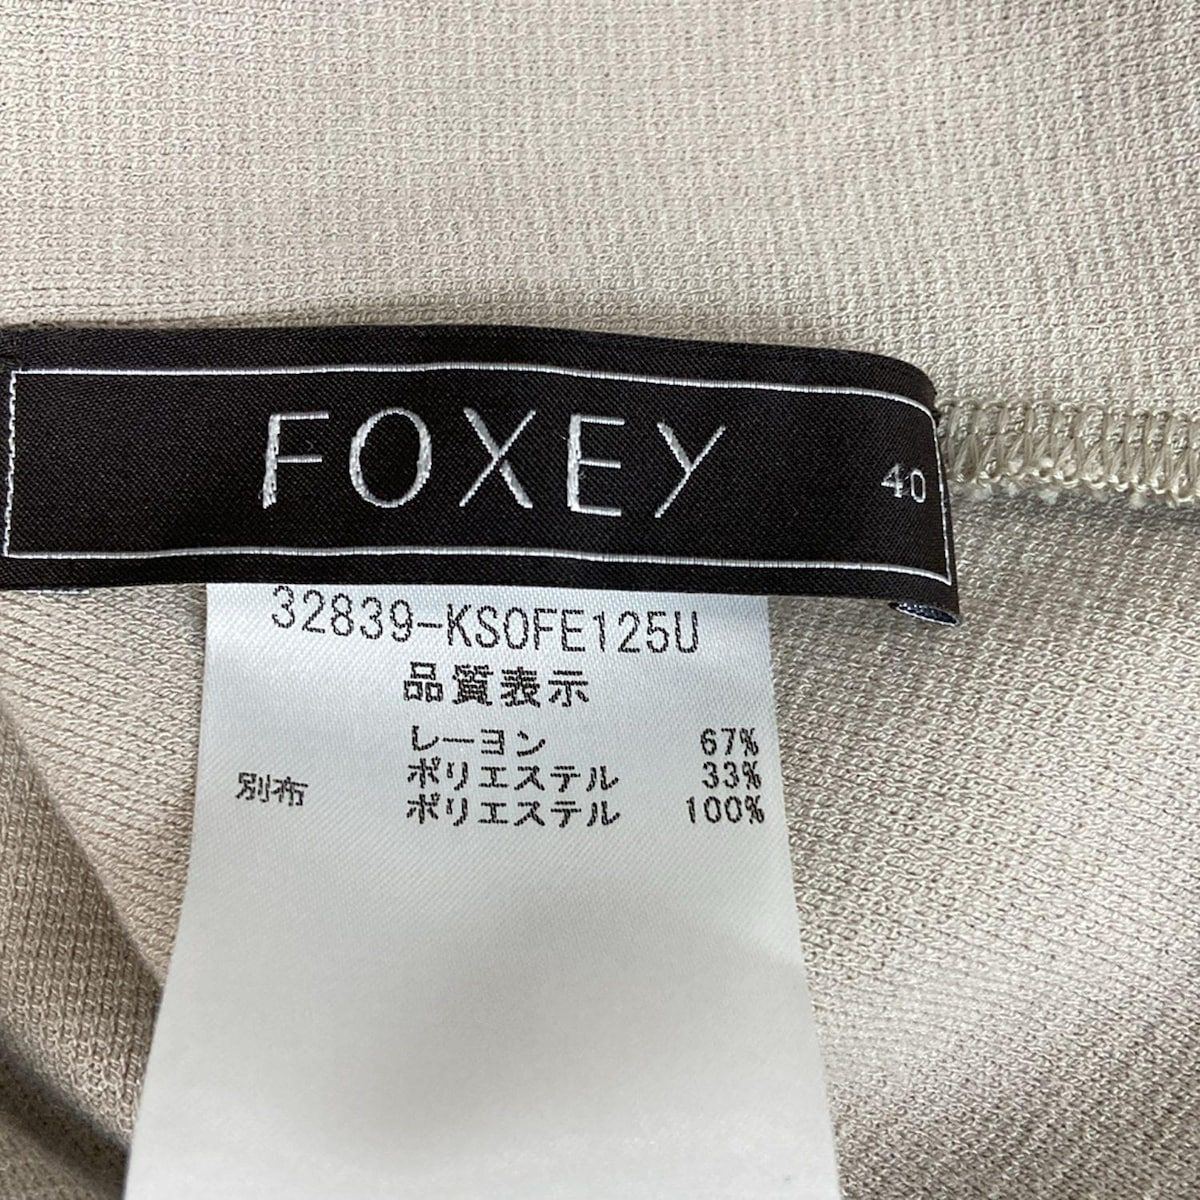 FOXEY 40
32839-KSOFE125U
品質表示
レーヨン 67%
ポリエステル 33%
別布 ポリエステル 100%